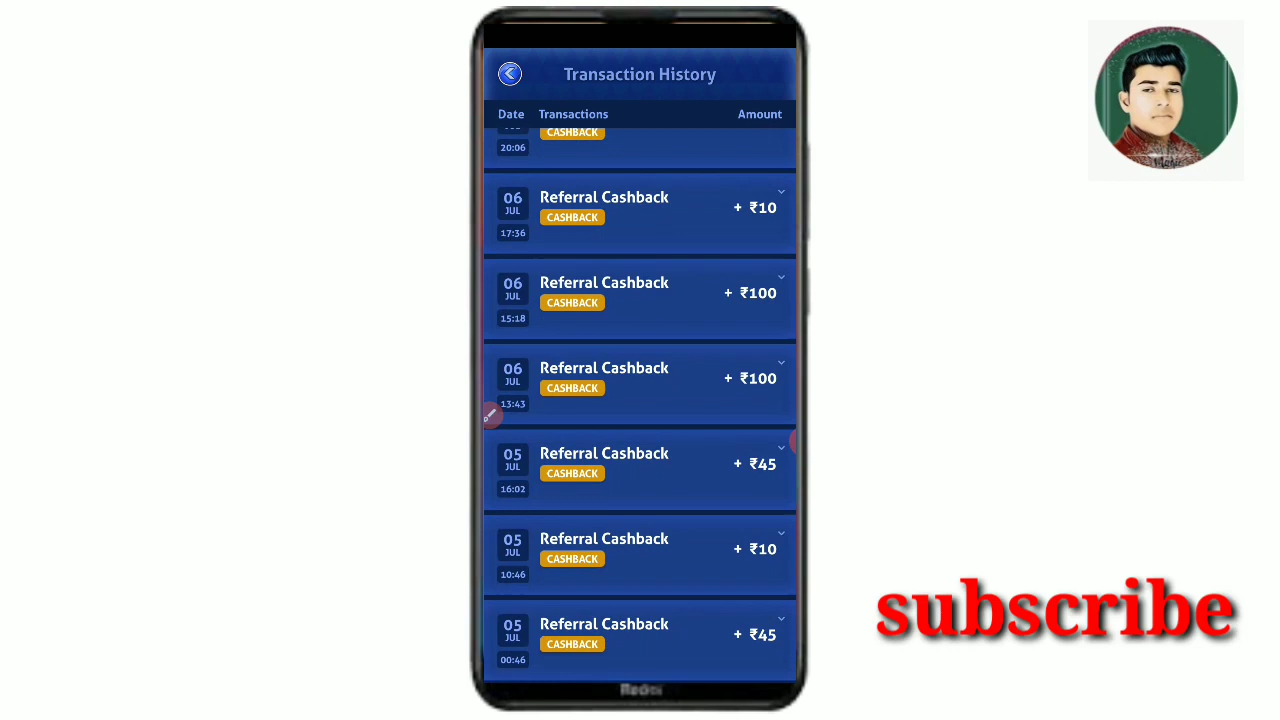 Transaction History
Date Transactions Amount
CASHBACK
20:06
06 JUL 17:36 Referral Cashback CASHBACK + ₹10
06 JUL 15:18 Referral Cashback CASHBACK + ₹100
06 JUL 13:43 Referral Cashback CASHBACK + ₹100
05 JUL 16:02 Referral Cashback CASHBACK + ₹45
05 JUL 10:46 Referral Cashback CASHBACK + ₹10
05 JUL 00:46 Referral Cashback CASHBACK + ₹45
Redmi
subscribe